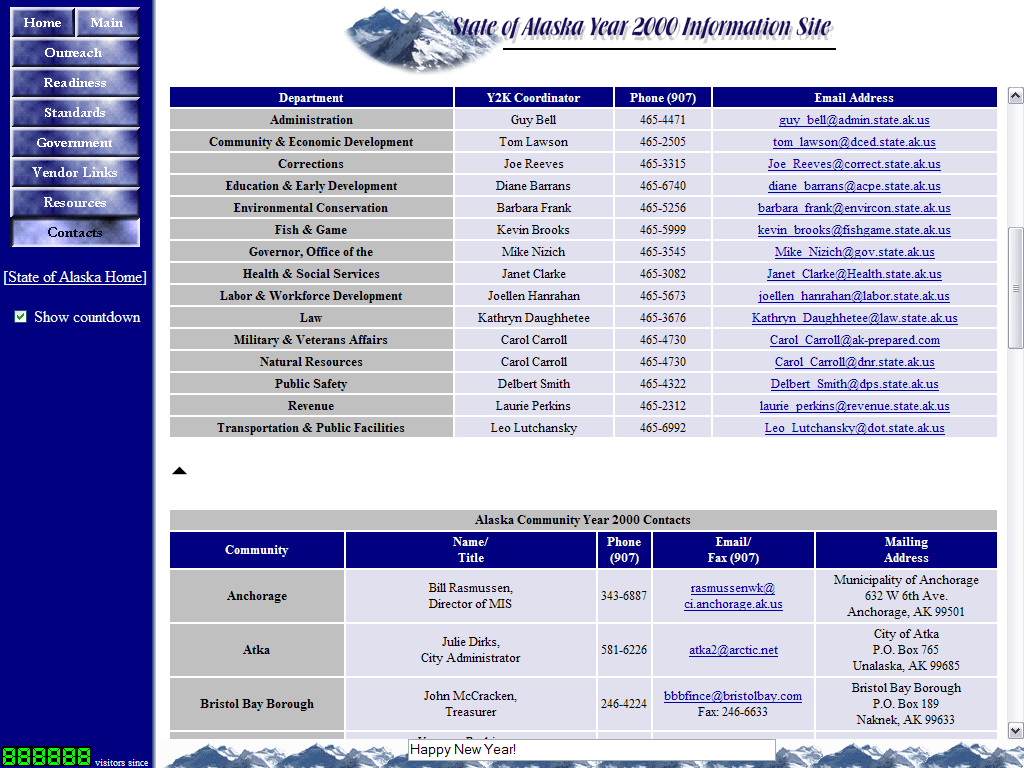 Home Main
Outreach
Readiness
Standards
Government
Vendor Links
Resources
Contacts
[State of Alaska Home]
Show countdown
888888 visitors since
State of Alaska Year 2000 Information Site
Department Y2K Coordinator Phone (907) Email Address
Administration Guy Bell 465-4471 guy_bell@admin.state.ak.us
Community & Economic Development Tom Lawson 465-2505 tom_lawson@dced.state.ak.us
Corrections Joe Reeves 465-3315 Joe_Reeves@correct.state.ak.us
Education & Early Development Diane Barrans 465-6740 diane_barrans@acpe.state.ak.us
Environmental Conservation Barbara Frank 465-5256 barbara_frank@envircon.state.ak.us
Fish & Game Kevin Brooks 465-5999 kevin_brooks@fishgame.state.ak.us
Governor, Office of the Mike Nizich 465-3545 Mike_Nizich@gov.state.ak.us
Health & Social Services Janet Clarke 465-3082 Janet_Clarke@Health.state.ak.us
Labor & Workforce Development Joellen Hanrahan 465-5673 joellen_hanrahan@labor.state.ak.us
Law Kathryn Daughhetee 465-3676 Kathryn_Daughhetee@law.state.ak.us
Military & Veterans Affairs Carol Carroll 465-4730 Carol_Carroll@ak-prepared.com
Natural Resources Carol Carroll 465-4730 Carol_Carroll@dnr.state.ak.us
Public Safety Delbert Smith 465-4322 Delbert_Smith@dps.state.ak.us
Revenue Laurie Perkins 465-2312 laurie_perkins@revenue.state.ak.us
Transportation & Public Facilities Leo Lutchansky 465-6992 Leo_Lutchansky@dot.state.ak.us
Alaska Community Year 2000 Contacts
Community Name/ Title Phone (907) Email/ Fax (907) Mailing Address
Anchorage Bill Rasmussen, Director of MIS 343-6887 rasmussenwk@ ci.anchorage.ak.us Municipality of Anchorage
632 W 6th Ave.
Anchorage, AK 99501
Atka Julie Dirks, City Administrator 581-6226 atka2@arctic.net City of Atka
P.O. Box 765
Unalaska, AK 99685
Bristol Bay Borough John McCracken, Treasurer 246-4224 bbbfince@bristolbay.com Fax: 246-6633 Bristol Bay Borough
P.O. Box 189
Naknek, AK 99633
Happy New Year!